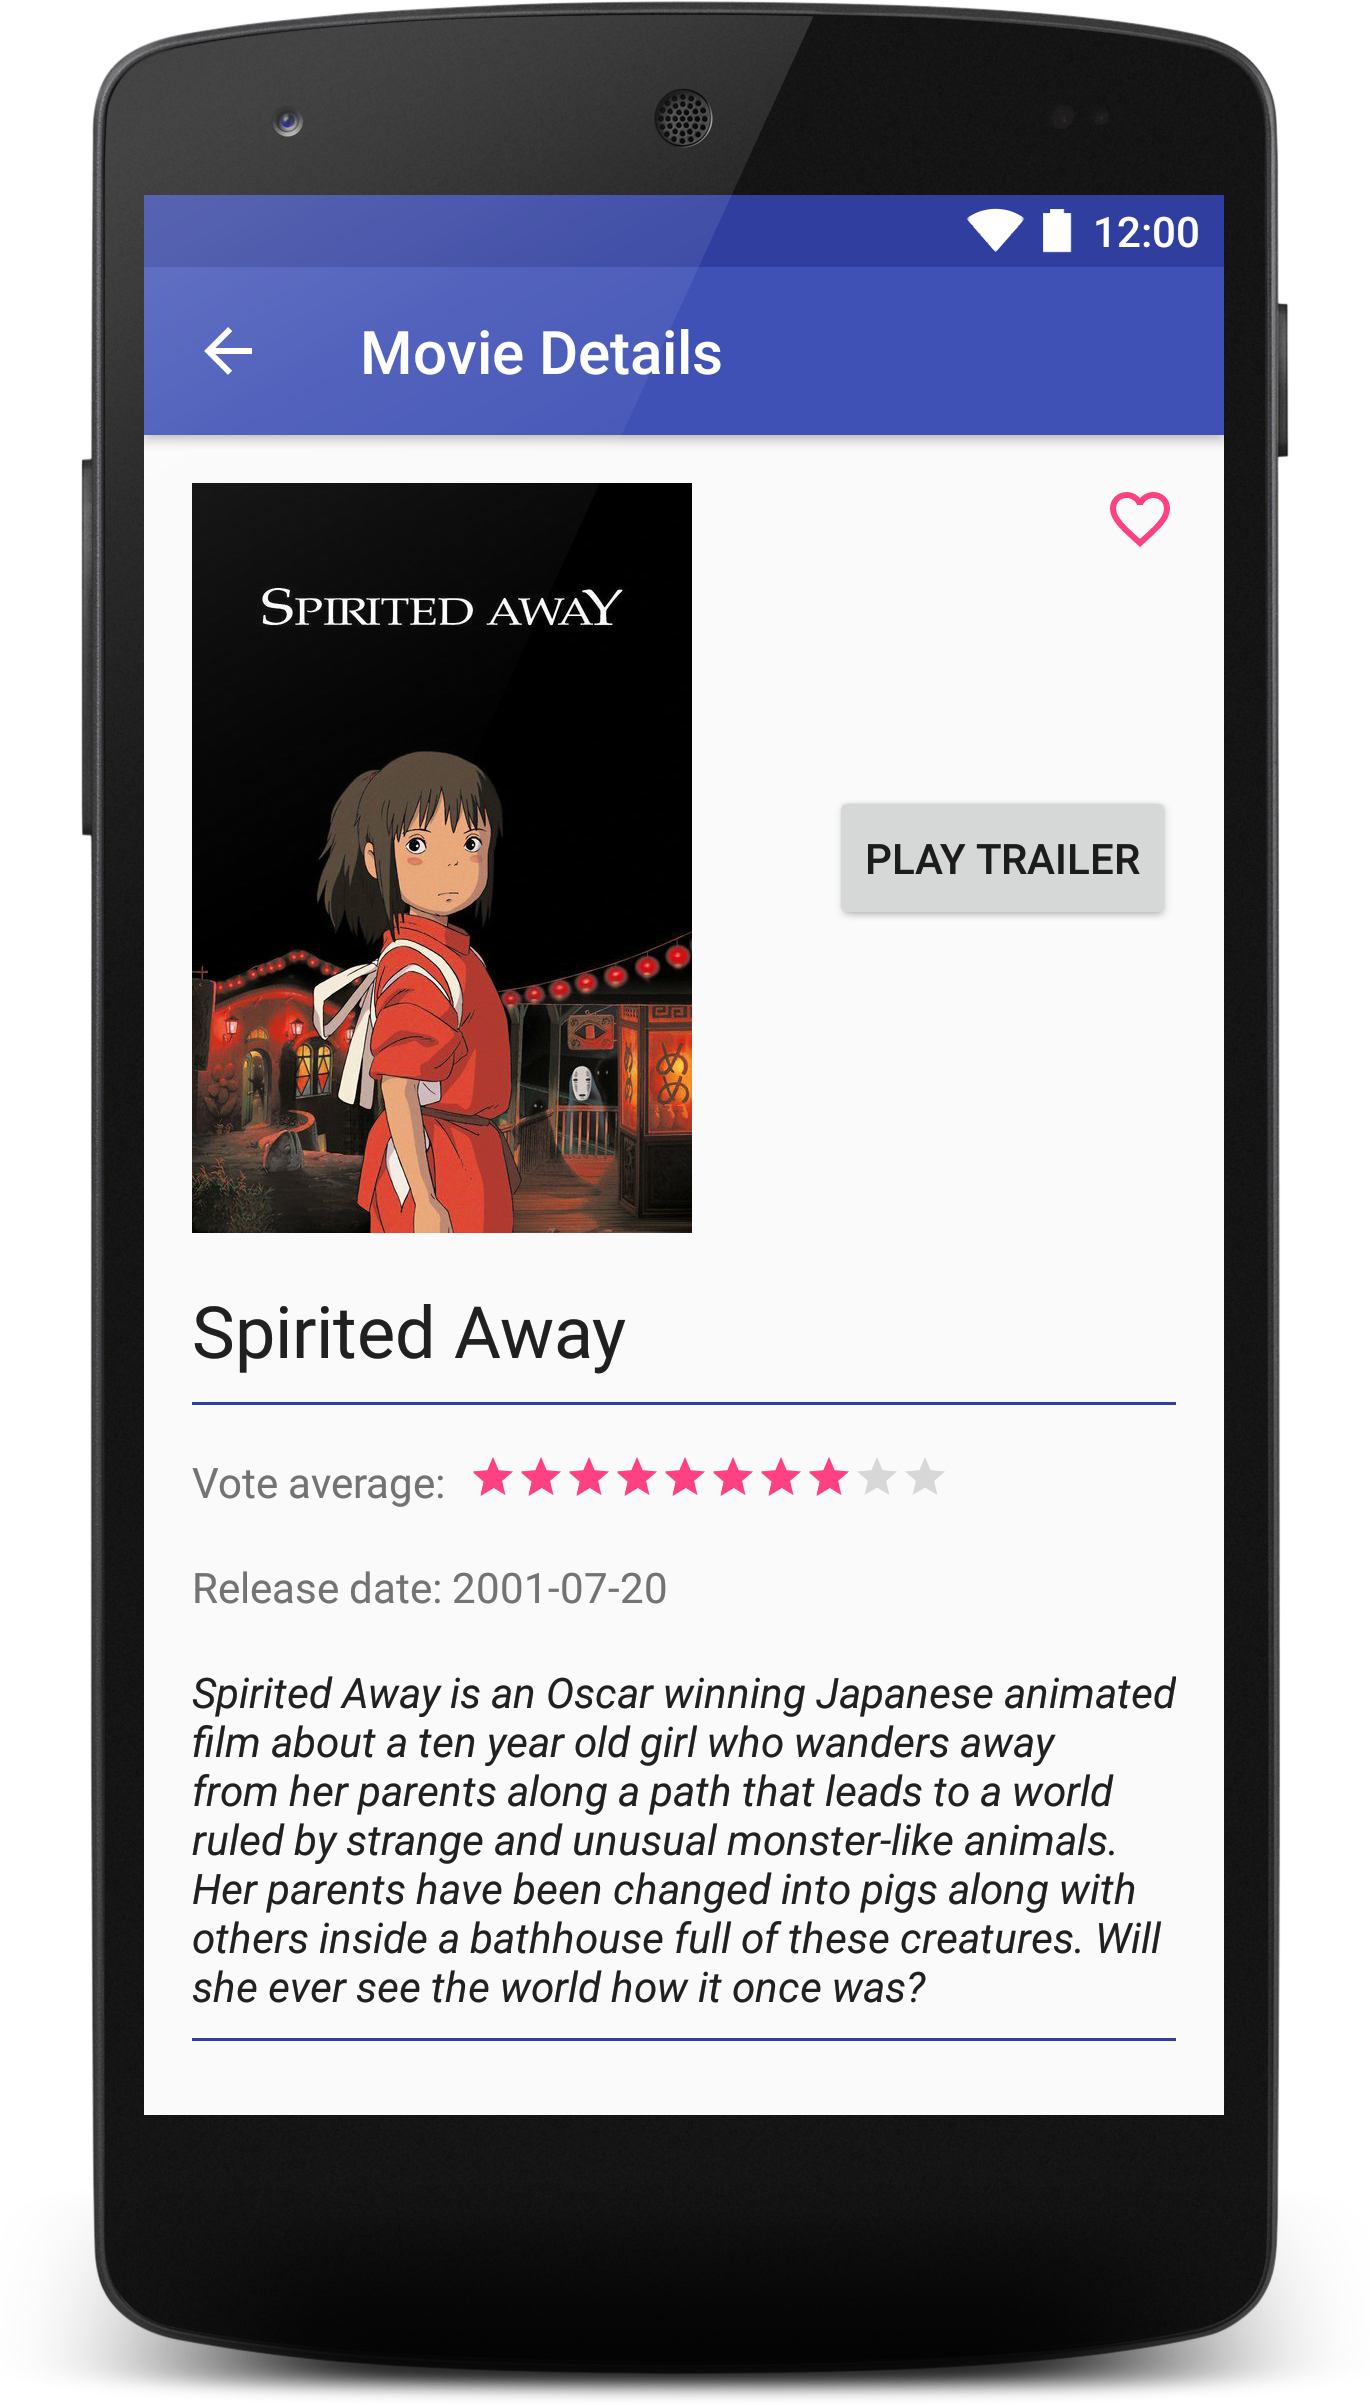 12:00
Movie Details
SPIRITED AWAY
PLAY TRAILER
め
め
Spirited Away
Vote average:
Release date: 2001-07-20
Spirited Away is an Oscar winning Japanese animated
film about a ten year old girl who wanders away
from her parents along a path that leads to a world
ruled by strange and unusual monster-like animals.
Her parents have been changed into pigs along with
others inside a bathhouse full of these creatures. Will
she ever see the world how it once was?